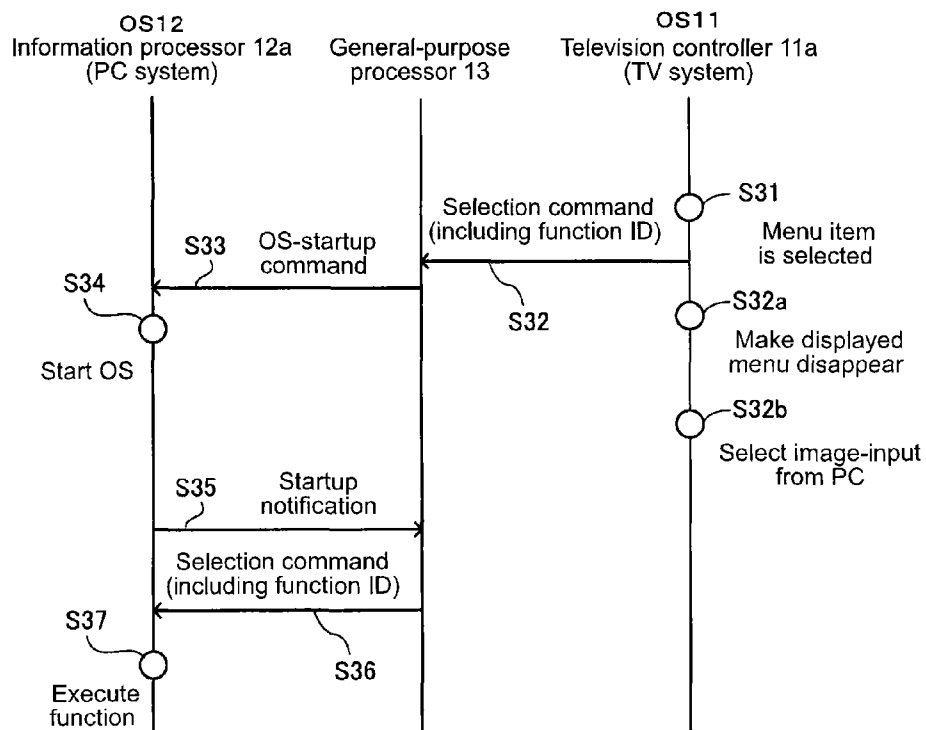 OS12
Information processor 12a
(PC system)
General-purpose
processor 13
OS11
Television controller 11a
(TV system)
S31
Menu item
is selected
Selection command
(including function ID)
S32
S33
OS-startup
command
S34
Start OS
S32a
Make displayed
menu disappear
S32b
Select image-input
from PC
S35
Startup
notification
Selection command
(including function ID)
S36
S37
Execute
function